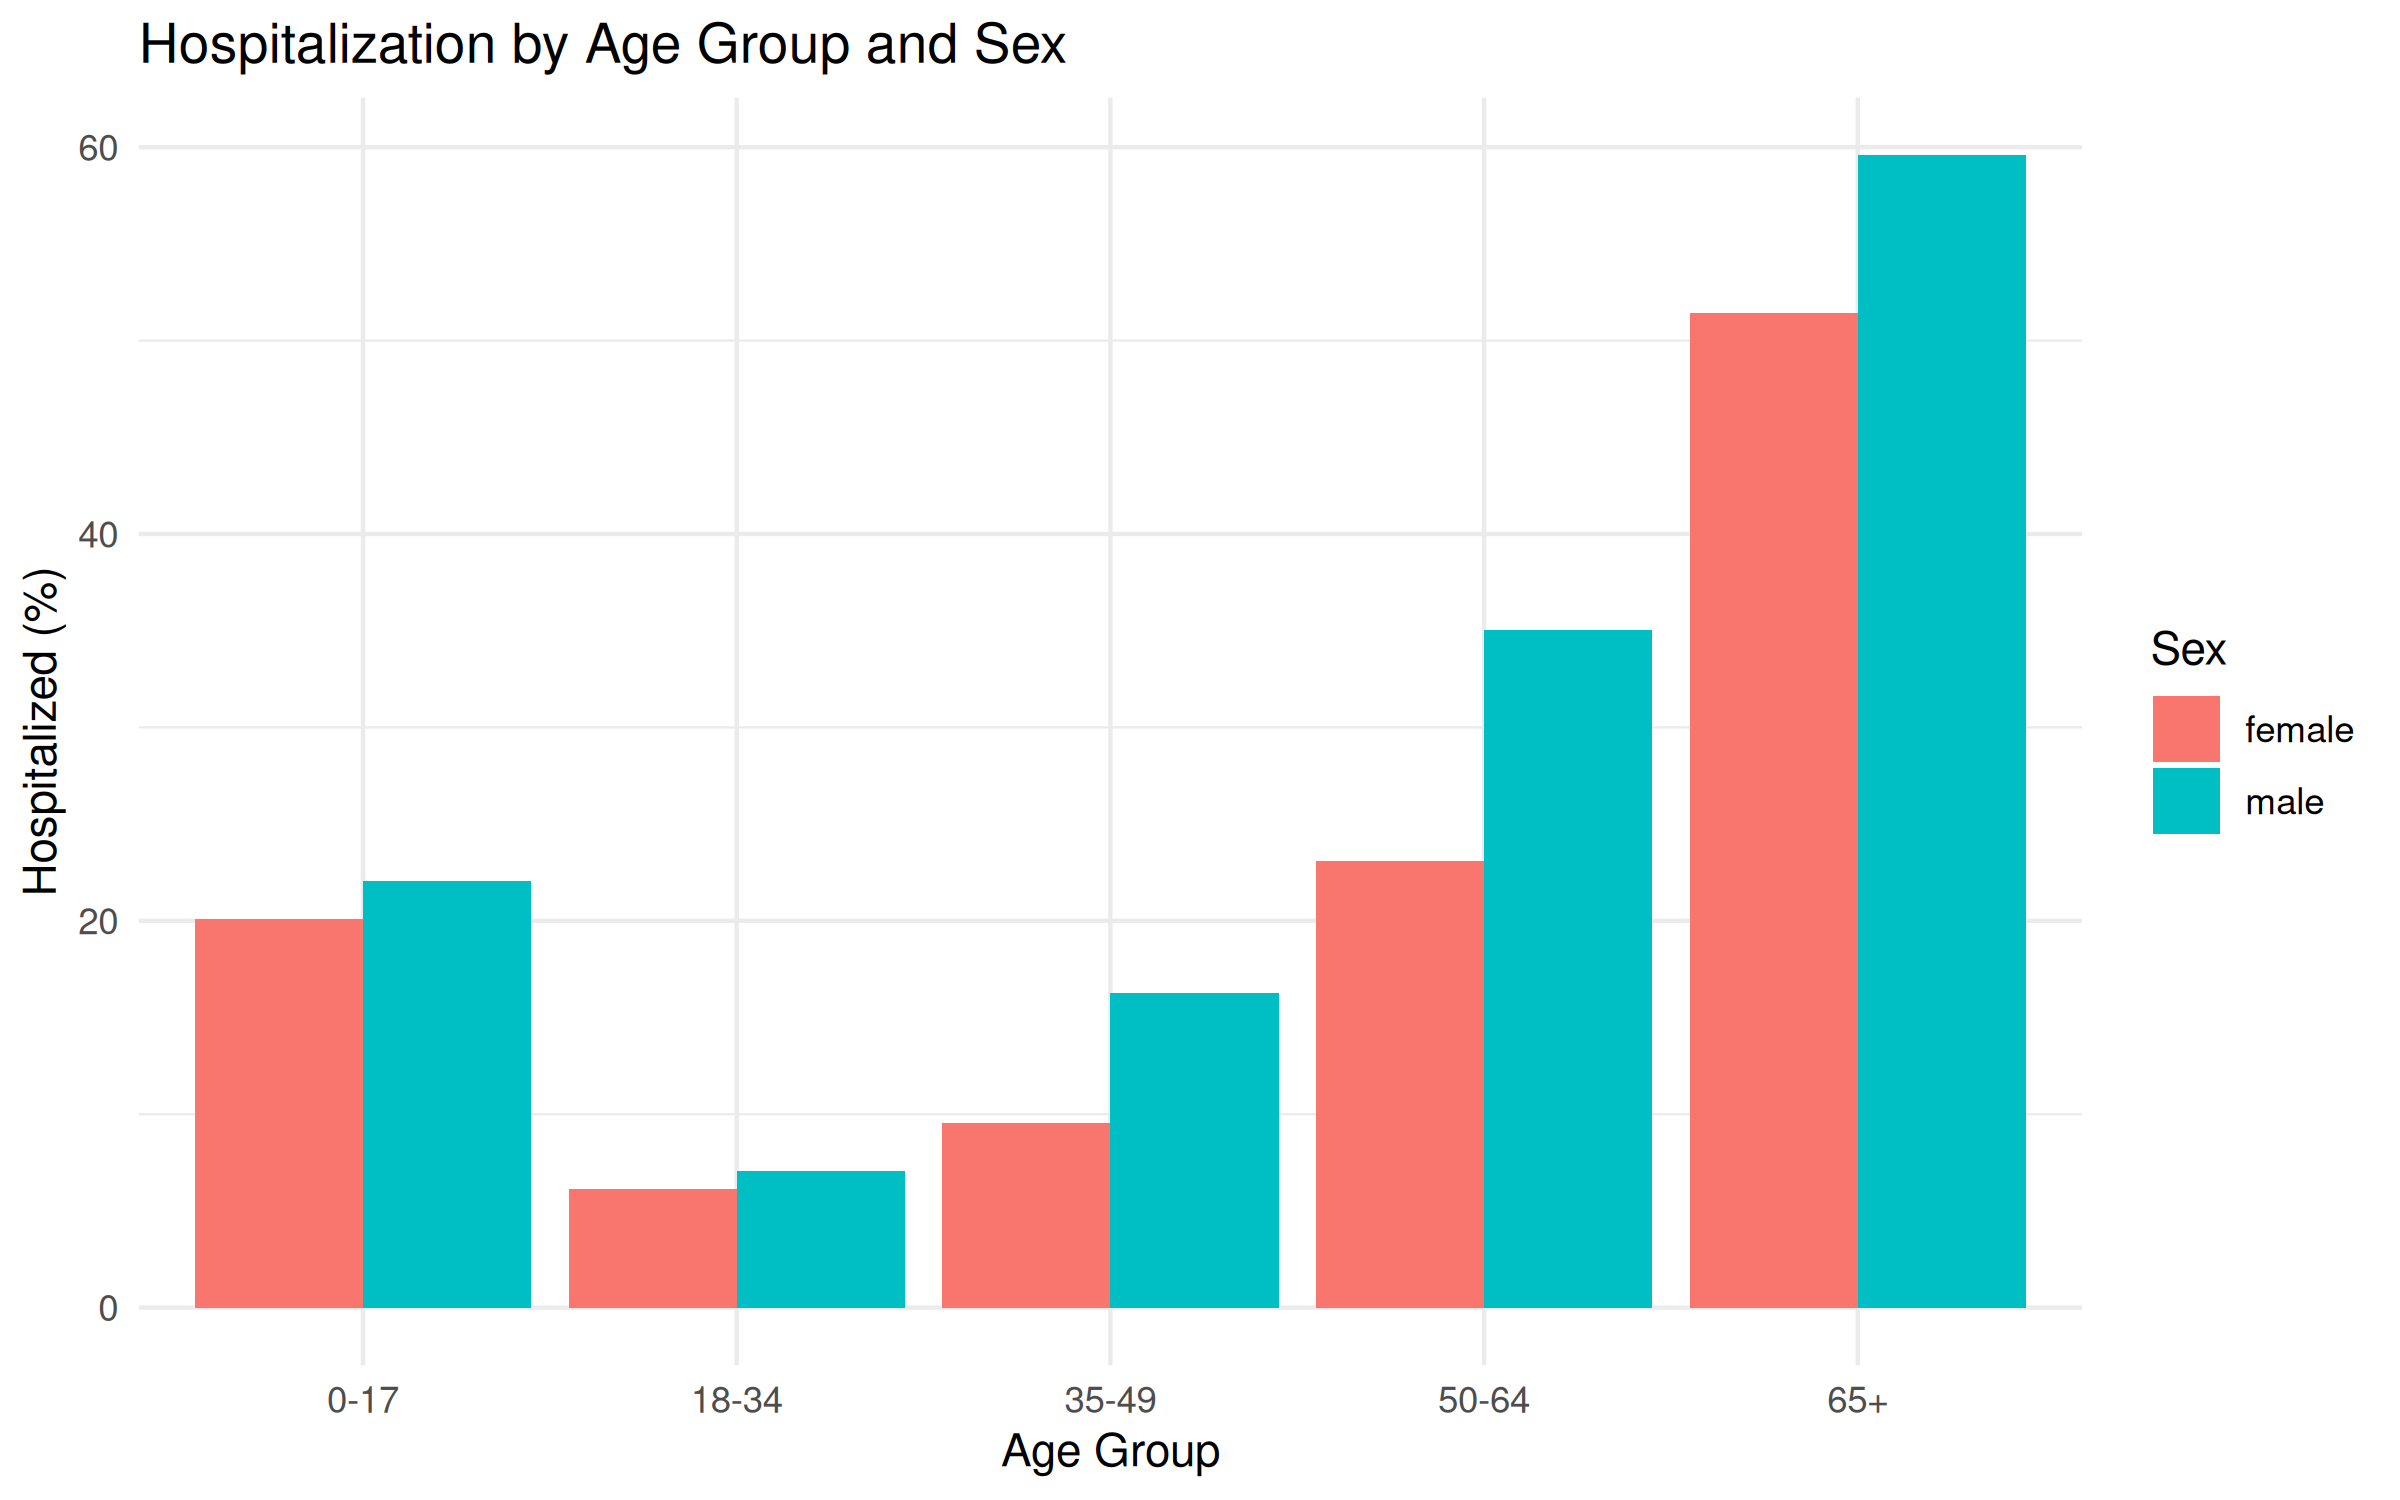 Hospitalization by Age Group and Sex
60
40
20
0
Hospitalized (%)
0-17
18-34
35-49
50-64
65+
Age Group
Sex
female
male